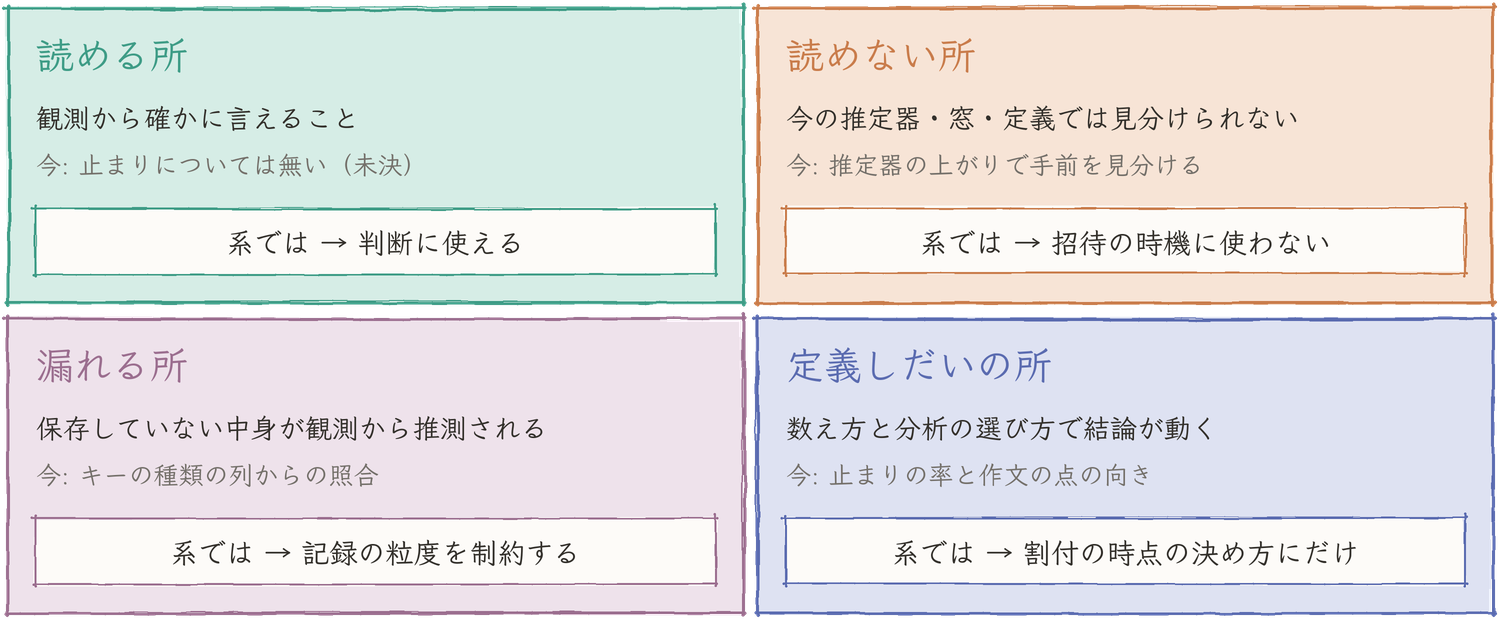 読める所
観測から確かに言えること
今: 止まりについては無い（未決）
系では → 判断に使える
読めない所
今の推定器・窓・定義では見分けられない
今: 推定器の上がりで手前を見分ける
系では → 招待の時機に使わない
漏れる所
保存していない中身が観測から推測される
今: キーの種類の列からの照合
系では → 記録の粒度を制約する
定義しだいの所
数え方と分析の選び方で結論が動く
今: 止まりの率と作文の点の向き
系では → 割付の時点の決め方にだけ